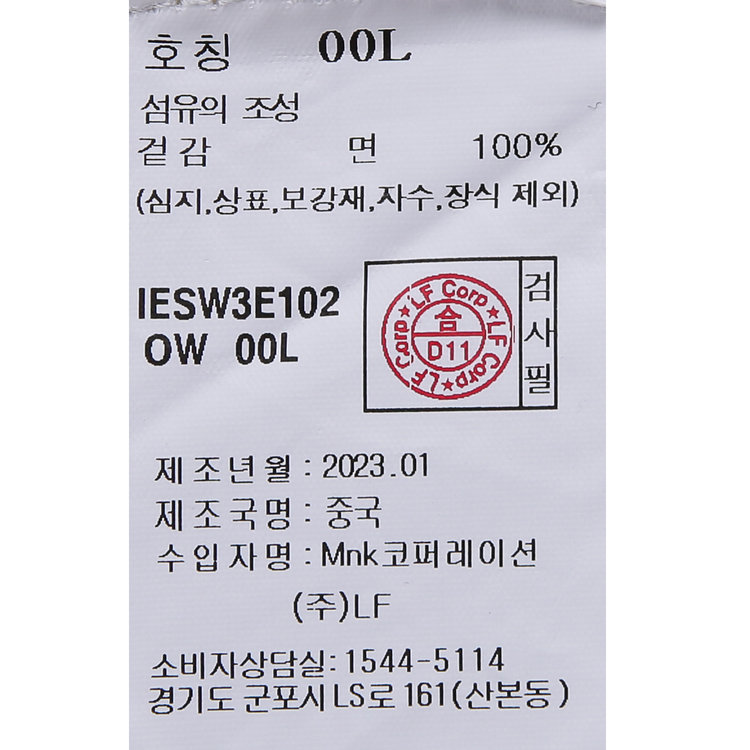 호칭 00L
섬유의 조성
겉감 면 100%
(심지,상표,보강재,자수,장식 제외)
IESW3E102
OW 00L
LF Corp★LF Corp★LF Corp★
합
D11
검사필
제조년월 : 2023.01
제조국명 : 중국
수입자명 : Mnk코퍼레이션
(주)LF
소비자상담실: 1544-5114
경기도 군포시 LS로 161(산본동)